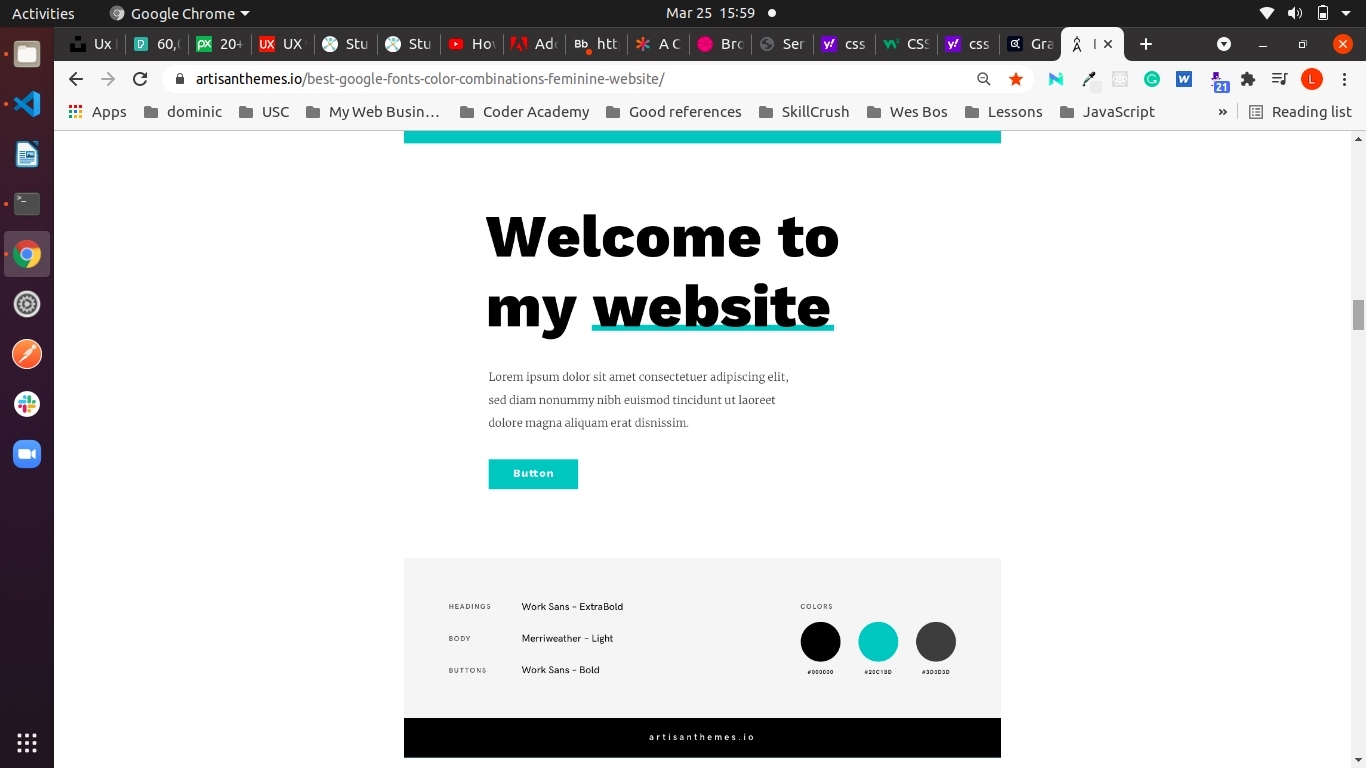 Activities
Google Chrome
Mar 25 15:59
Ux
60,
20+
UX
Stu
Stu
Hov
Ado
htt
A C
Bro
Ser
css
CSS
css
Gra
artisanthemes.io/best-google-fonts-color-combinations-feminine-website/
21
L
Apps
dominic
USC
My Web Busin…
Coder Academy
Good references
SkillCrush
Wes Bos
Lessons
JavaScript
»
Reading list
Welcome to
my website
Lorem ipsum dolor sit amet consectetuer adipiscing elit,
sed diam nonummy nibh euismod tincidunt ut laoreet
dolore magna aliquam erat disnissim.
Button
HEADINGS Work Sans – ExtraBold
BODY Merriweather – Light
BUTTONS Work Sans – Bold
COLORS
#000000
#3D3D3D
artisanthemes.io